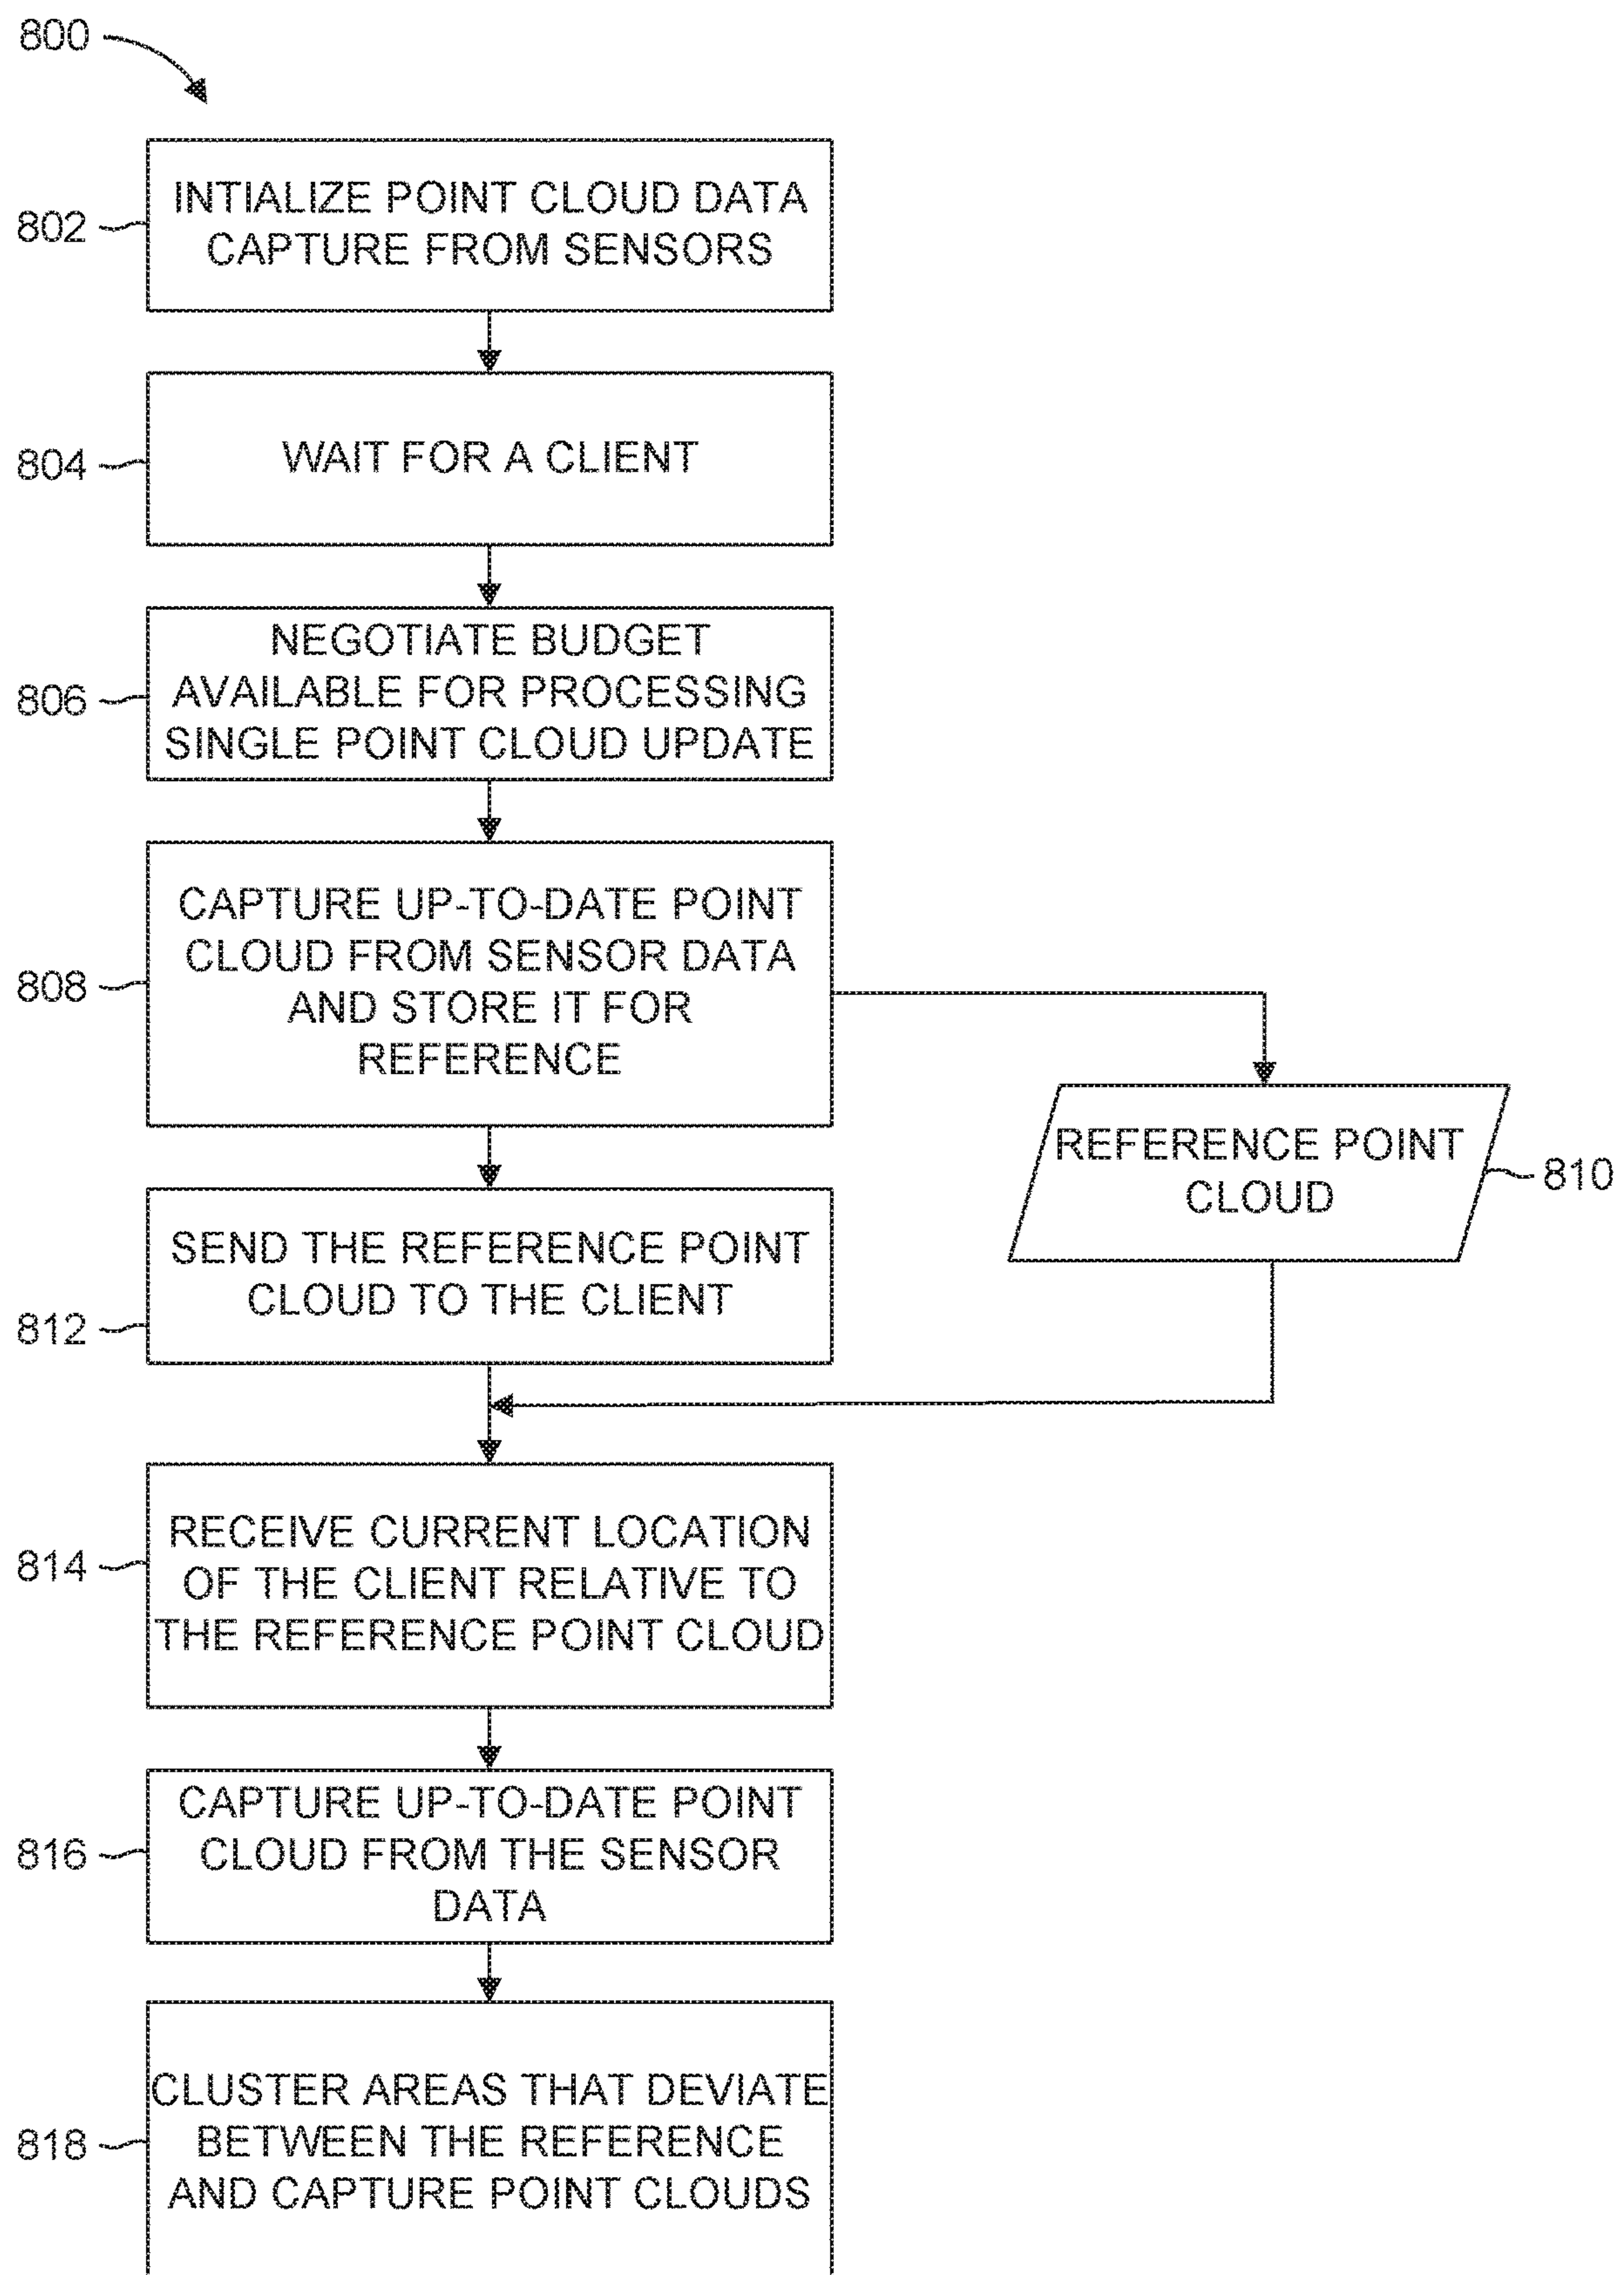 800
802
INTIALIZE POINT CLOUD DATA
CAPTURE FROM SENSORS
804
WAIT FOR A CLIENT
806
NEGOTIATE BUDGET
AVAILABLE FOR PROCESSING
SINGLE POINT CLOUD UPDATE
808
CAPTURE UP-TO-DATE POINT
CLOUD FROM SENSOR DATA
AND STORE IT FOR
REFERENCE
REFERENCE POINT
CLOUD
810
812
SEND THE REFERENCE POINT
CLOUD TO THE CLIENT
814
RECEIVE CURRENT LOCATION
OF THE CLIENT RELATIVE TO
THE REFERENCE POINT CLOUD
816
CAPTURE UP-TO-DATE POINT
CLOUD FROM THE SENSOR
DATA
818
CLUSTER AREAS THAT DEVIATE
BETWEEN THE REFERENCE
AND CAPTURE POINT CLOUDS